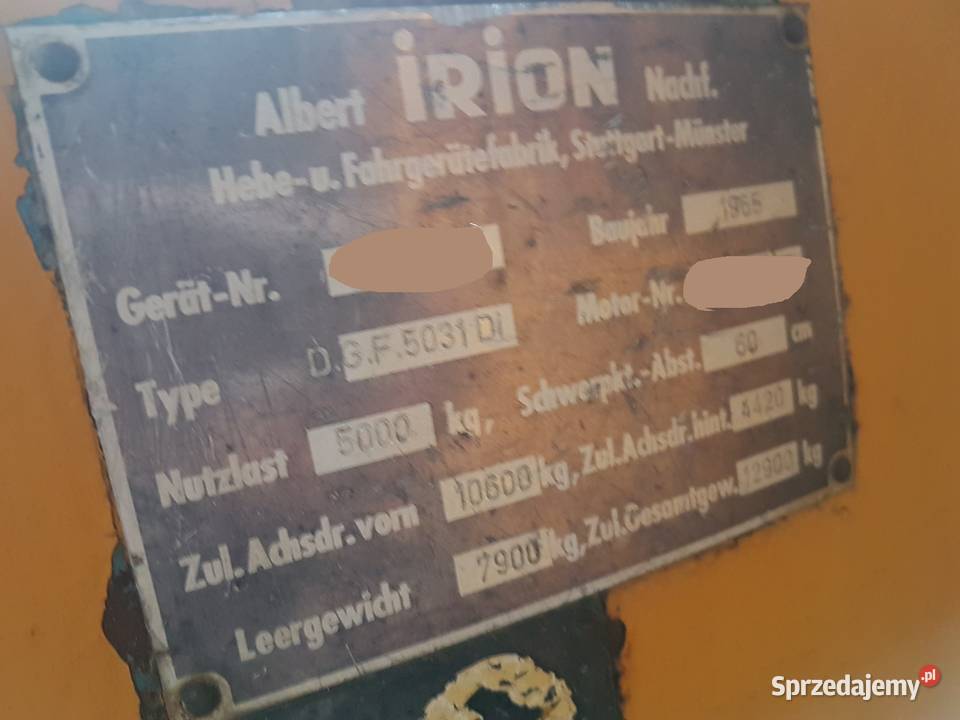 Albert IRION Nachf.
Hebe-u. Fahrgerätefabrik, Stuttgart-Münster
Gerät-Nr. Baujahr 1965
Type D.G.F.5031 Di Motor-Nr.
Nutzlast 5000 kg, Schwerpkt.-Abst. 60 cm
Zul. Achsdr. vorn 10600 kg, Zul. Achsdr. hint. 4420 kg
Leergewicht 7900 kg, Zul. Gesamtgew. 12900 kg
Sprzedajemy.pl